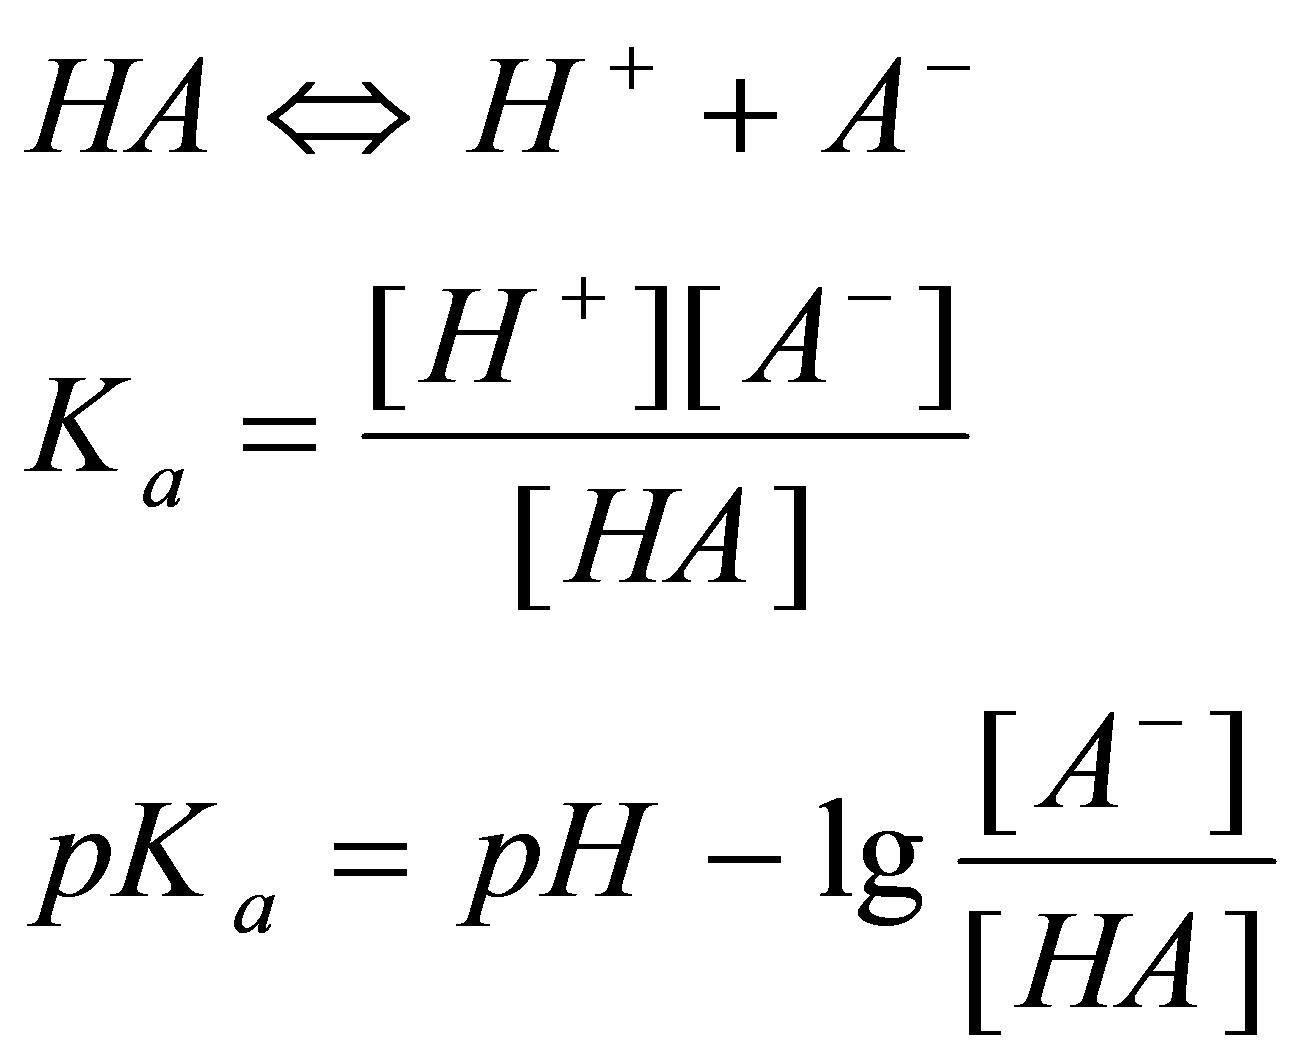 HA ⇔ H⁺ + A⁻
Kₐ = [H⁺][A⁻] / [HA]
pKₐ = pH − lg [A⁻] / [HA]